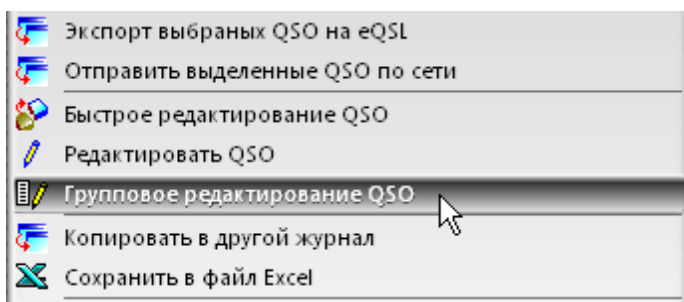 Экспорт выбраных QSO на eQSL
Отправить выделенные QSO по сети
Быстрое редактирование QSO
Редактировать QSO
Групповое редактирование QSO
Копировать в другой журнал
Сохранить в файл Excel